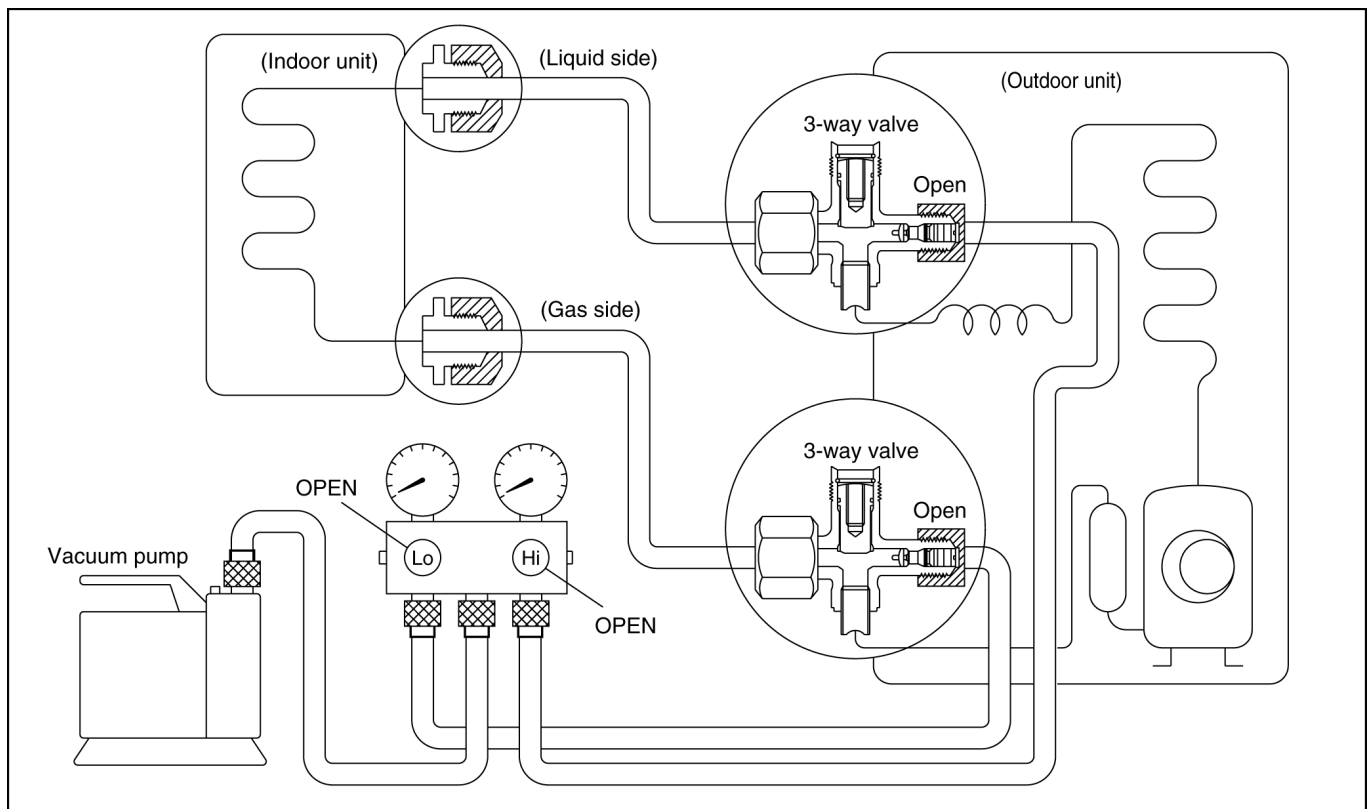 (Indoor unit)
(Liquid side)
(Outdoor unit)
3-way valve
Open
(Gas side)
3-way valve
Open
OPEN
Lo
Hi
Vacuum pump
OPEN